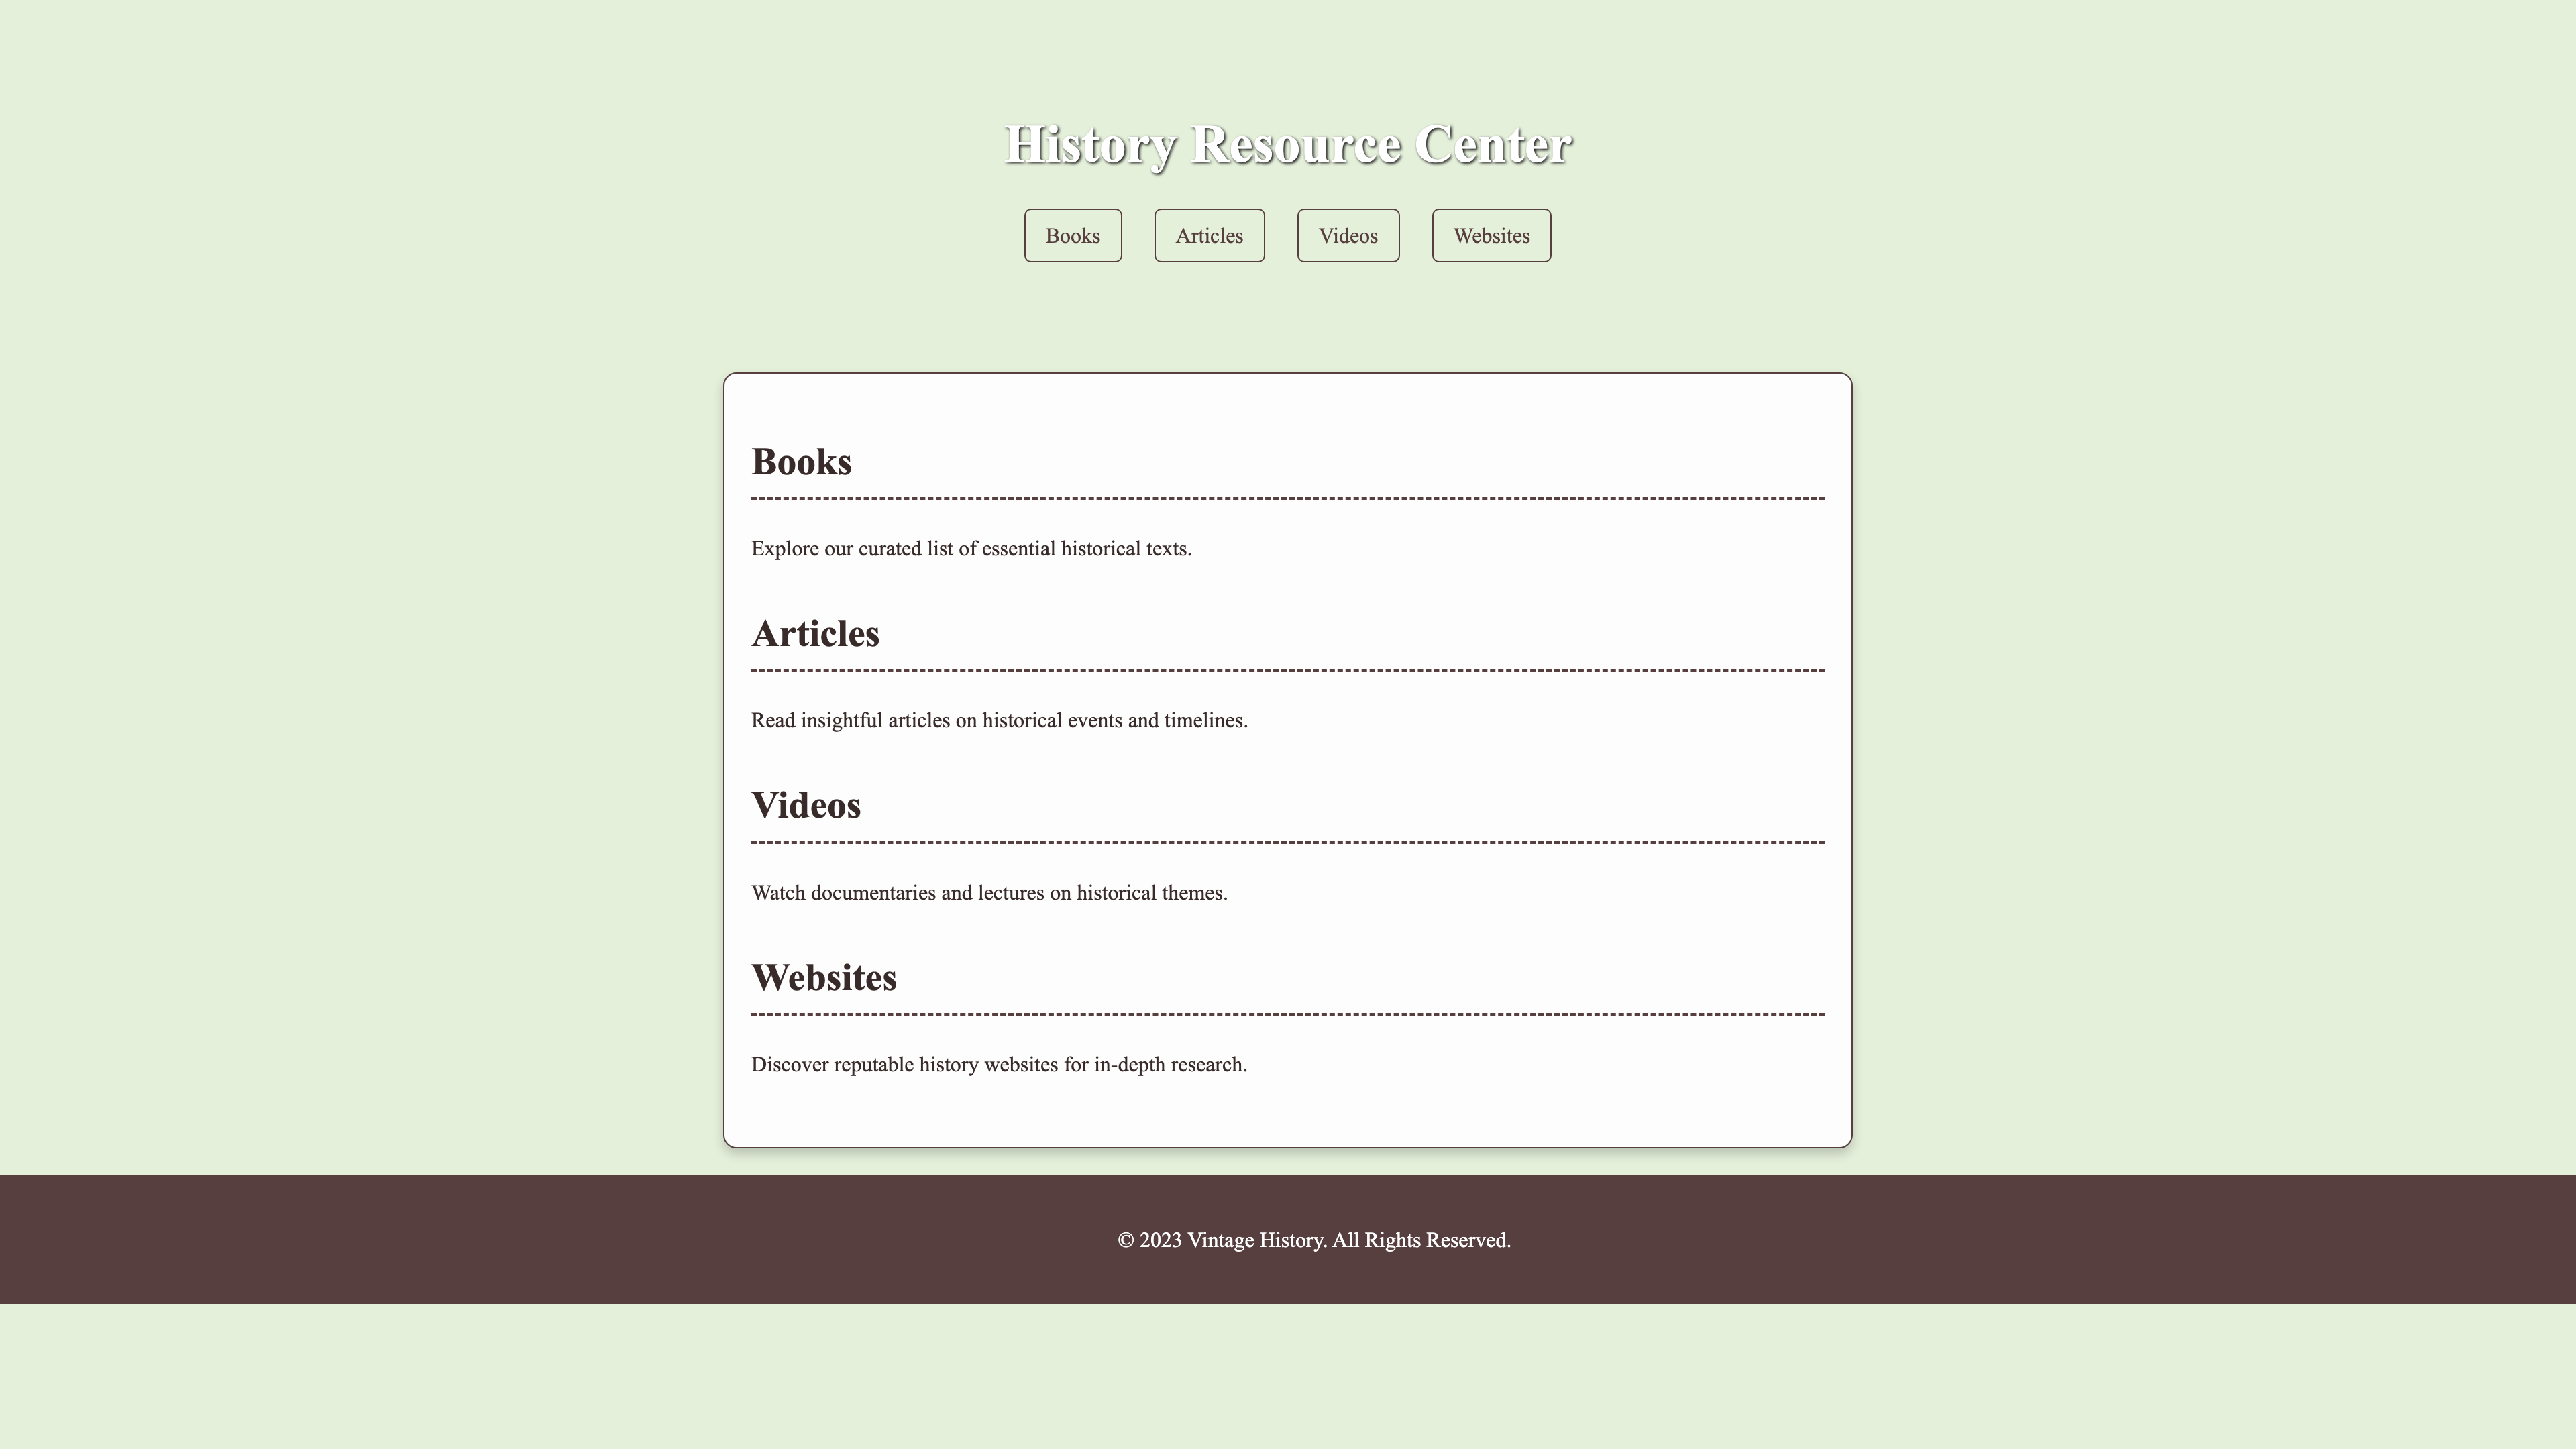 History Resource Center
Books Articles Videos Websites
Books
Explore our curated list of essential historical texts.
Articles
Read insightful articles on historical events and timelines.
Videos
Watch documentaries and lectures on historical themes.
Websites
Discover reputable history websites for in-depth research.
© 2023 Vintage History. All Rights Reserved.